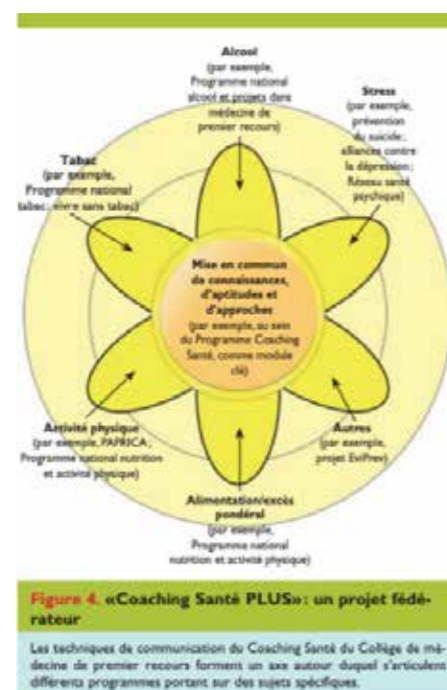 Alcool
(par exemple,
Programme national
alcool et projets dans
médecine de
premier recours)
Stress
(par exemple,
prévention
du suicide;
alliances contre
la dépression;
Réseau santé
psychique)
Tabac
(par exemple,
Programme national
tabac; vivre sans tabac)
Mise en commun
de connaissances,
d'aptitudes et
d'approches
(par exemple, au sein
du Programme Coaching
Santé, comme module
clé)
Activité physique
(par exemple, PAPRICA;
Programme national nutrition
et activité physique)
Autres
(par exemple,
projet EviPrev)
Alimentation/excès
pondéral
(par exemple,
Programme national
nutrition et activité physique)
Figure 4. «Coaching Santé PLUS»: un projet fédé-
rateur
Les techniques de communication du Coaching Santé du Collège de mé-
decine de premier recours forment un axe autour duquel s'articulent
différents programmes portant sur des sujets spécifiques.